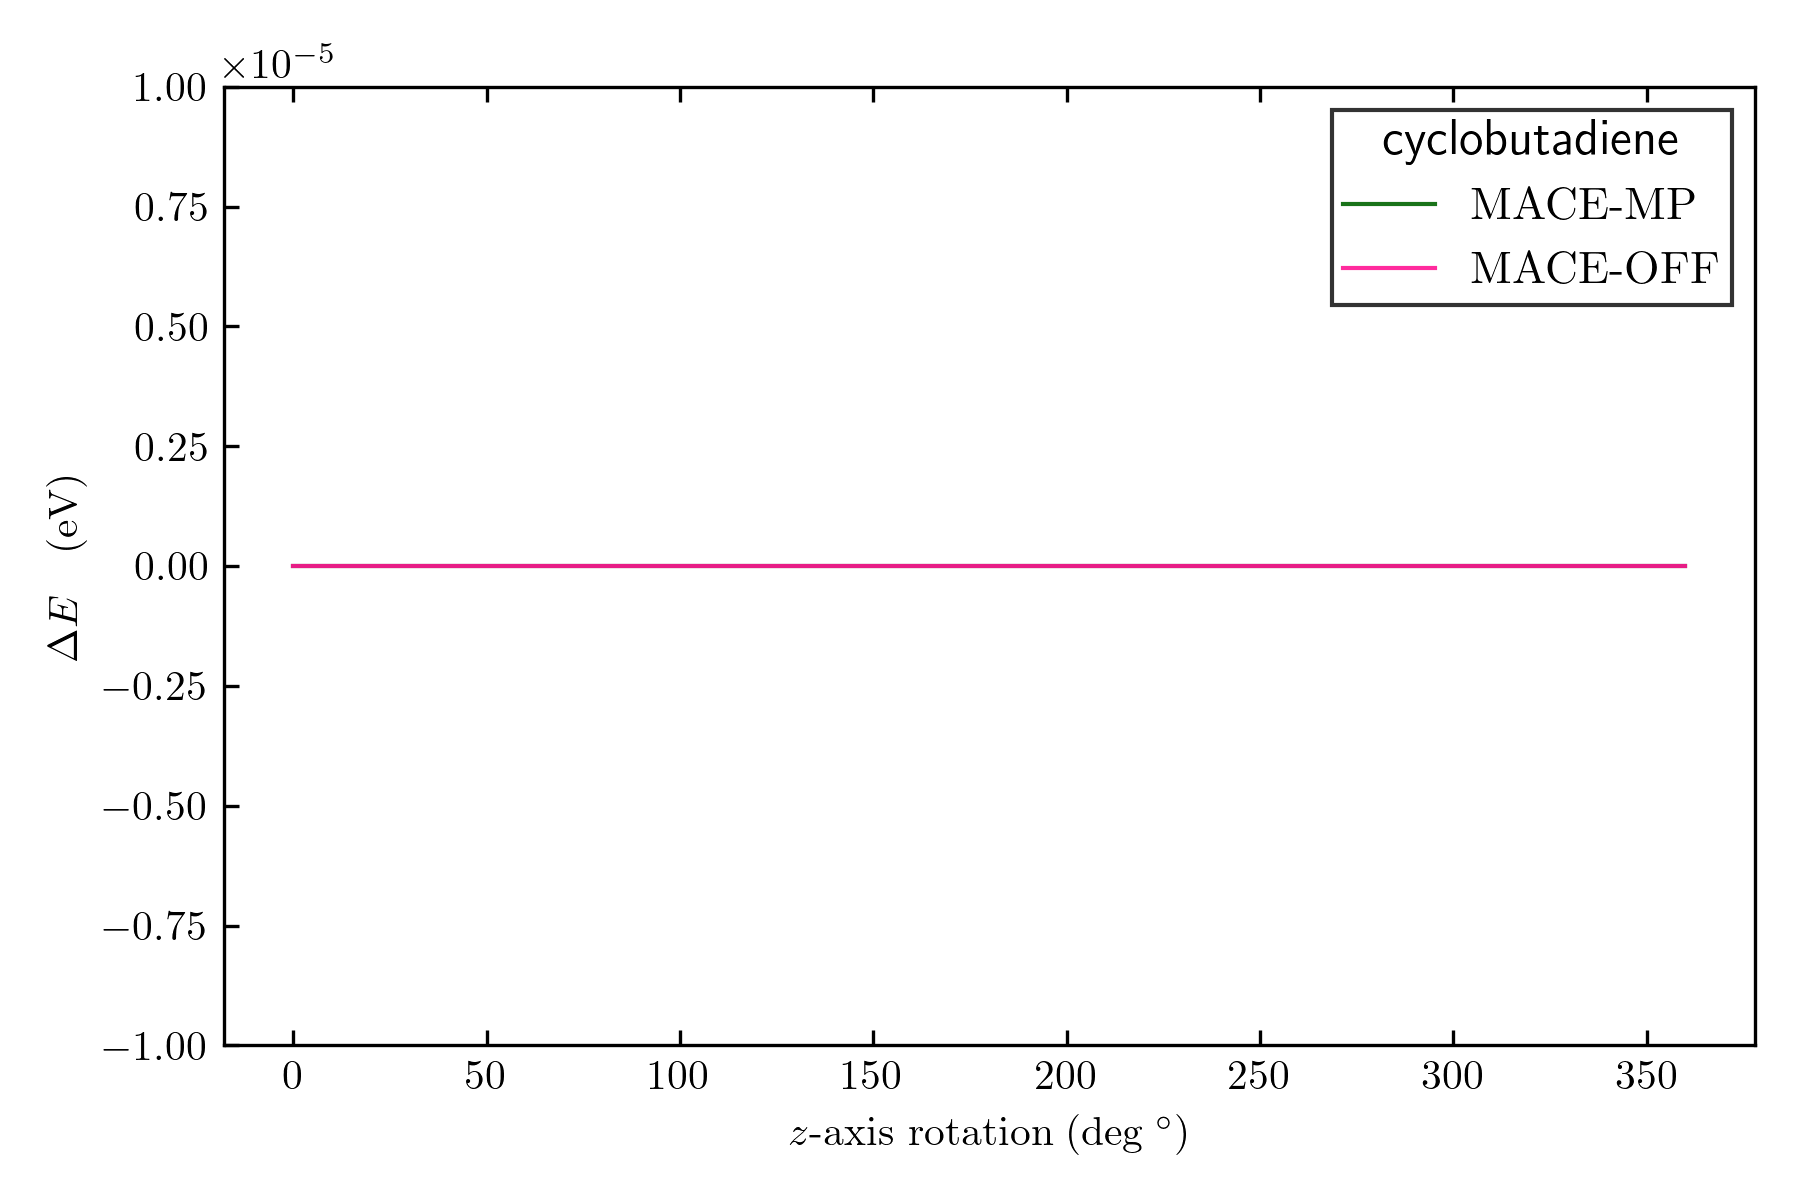 ×10⁻⁵
1.00
0.75
0.50
0.25
0.00
−0.25
−0.50
−0.75
−1.00
ΔE (eV)
cyclobutadiene
MACE-MP
MACE-OFF
0 50 100 150 200 250 300 350
z-axis rotation (deg °)